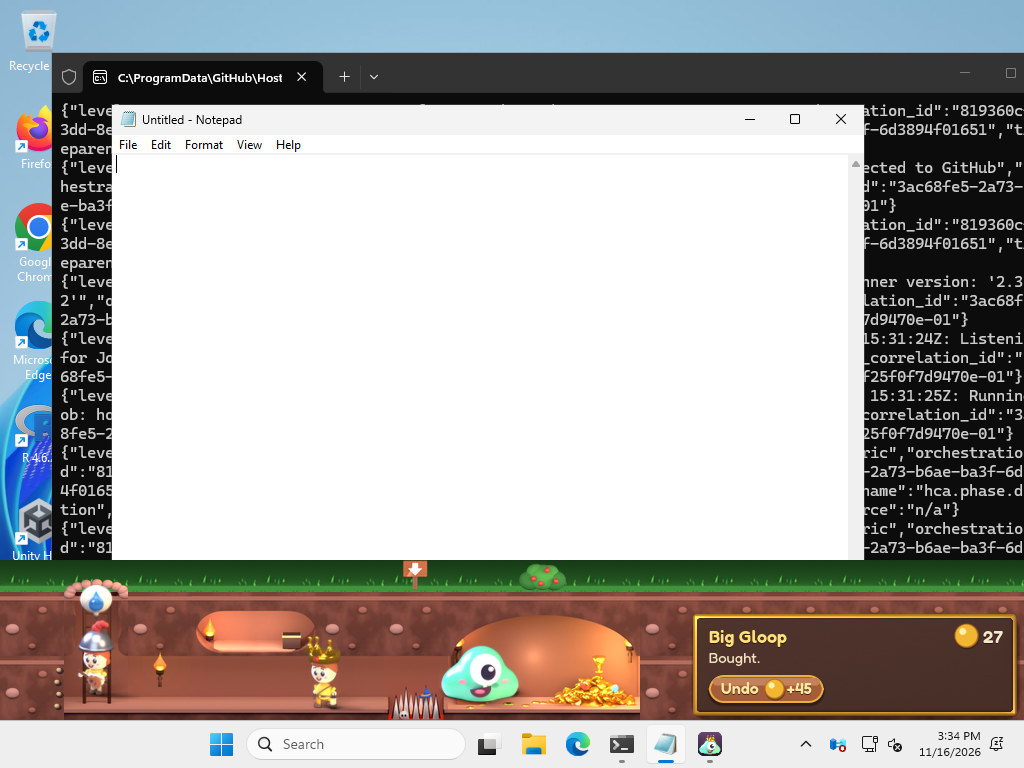 Recycle
Firefo
Googl
Chrom
Micros
Edge
R 4.6.
Unity H
C:\ProgramData\GitHub\Host
Untitled - Notepad
File Edit Format View Help
{"leve
3dd-8e
eparen
{"leve
hestra
e-ba3f
{"leve
3dd-8e
eparen
{"leve
2'","o
2a73-b
{"leve
for Jo
68fe5-
{"leve
ob: ho
8fe5-2
{"leve
d":"81
4f0165
tion",
{"leve
d":"81
elation_id":"819360c
f-6d3894f01651","t
ected to GitHub","
d":"3ac68fe5-2a73-
01"}
ation_id":"819360c
f-6d3894f01651","t
nner version: '2.3
lation_id":"3ac68f
7d9470e-01"}
15:31:24Z: Listeni
_correlation_id":"
f25f0f7d9470e-01"}
15:31:25Z: Running
correlation_id":"3
25f0f7d9470e-01"}
ric","orchestratio
-2a73-b6ae-ba3f-6d
name":"hca.phase.d
rce":"n/a"}
ric","orchestratio
-2a73-b6ae-ba3f-6d
Big Gloop
27
Bought.
Undo +45
Search
3:34 PM
11/16/2026